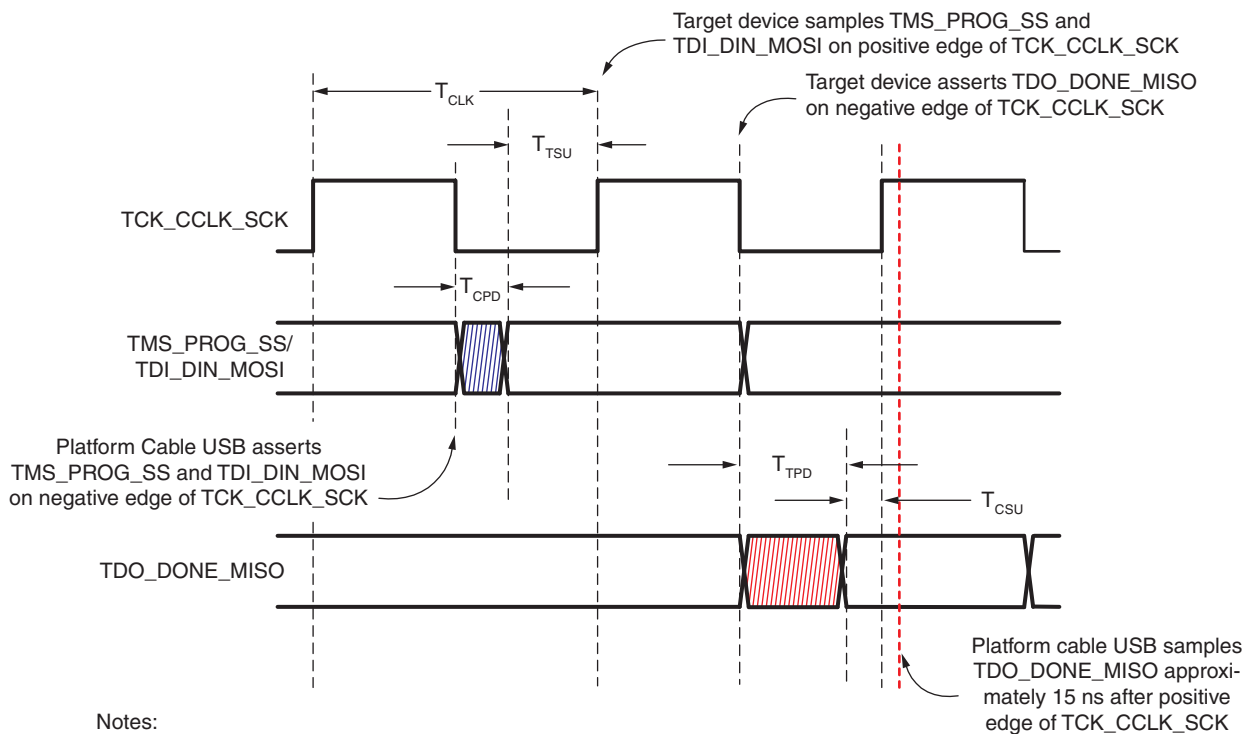 Target device samples TMS_PROG_SS and
TDI_DIN_MOSI on positive edge of TCK_CCLK_SCK
Target device asserts TDO_DONE_MISO
on negative edge of TCK_CCLK_SCK
TCLK
TTSU
TCK_CCLK_SCK
TCPD
TMS_PROG_SS/
TDI_DIN_MOSI
Platform Cable USB asserts
TMS_PROG_SS and TDI_DIN_MOSI
on negative edge of TCK_CCLK_SCK
TTPD
TCSU
TDO_DONE_MISO
Platform cable USB samples
TDO_DONE_MISO approxi-
mately 15 ns after positive
edge of TCK_CCLK_SCK
Notes: